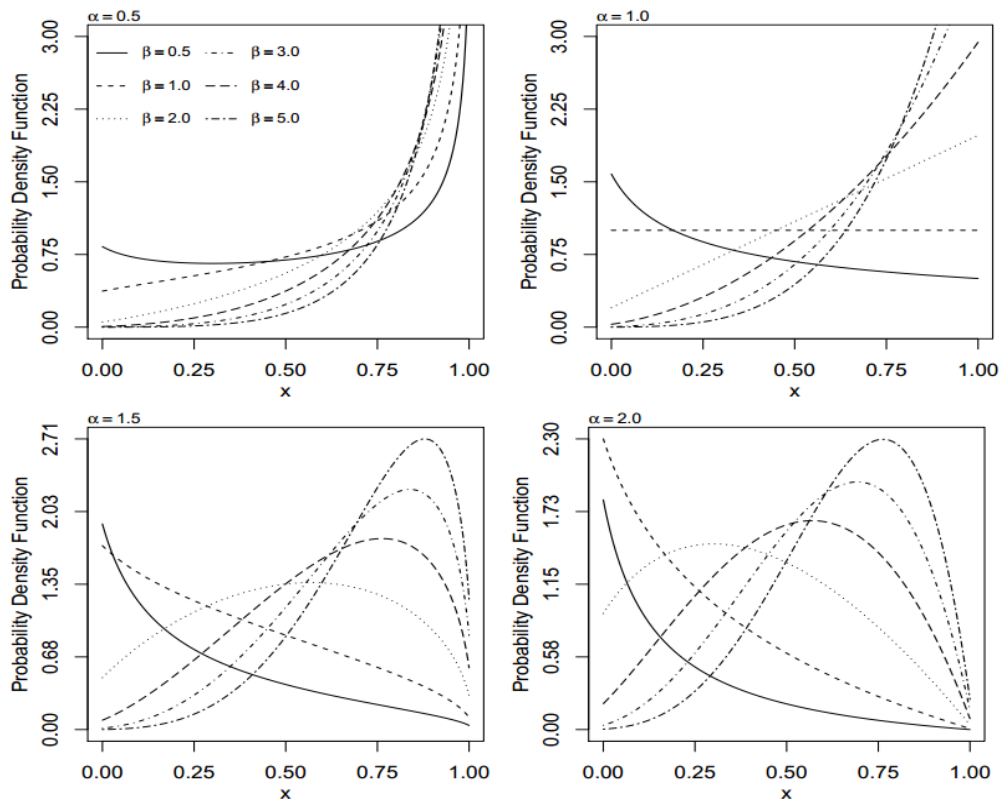 α = 0.5
Probability Density Function
3.00
2.25
1.50
0.75
0.00
β = 0.5
β = 1.0
β = 2.0
β = 3.0
β = 4.0
β = 5.0
0.00 0.25 0.50 0.75 1.00
x
α = 1.0
Probability Density Function
3.00
2.25
1.50
0.75
0.00
0.00 0.25 0.50 0.75 1.00
x
α = 1.5
Probability Density Function
2.71
2.03
1.35
0.68
0.00
0.00 0.25 0.50 0.75 1.00
x
α = 2.0
Probability Density Function
2.30
1.73
1.15
0.58
0.00
0.00 0.25 0.50 0.75 1.00
x